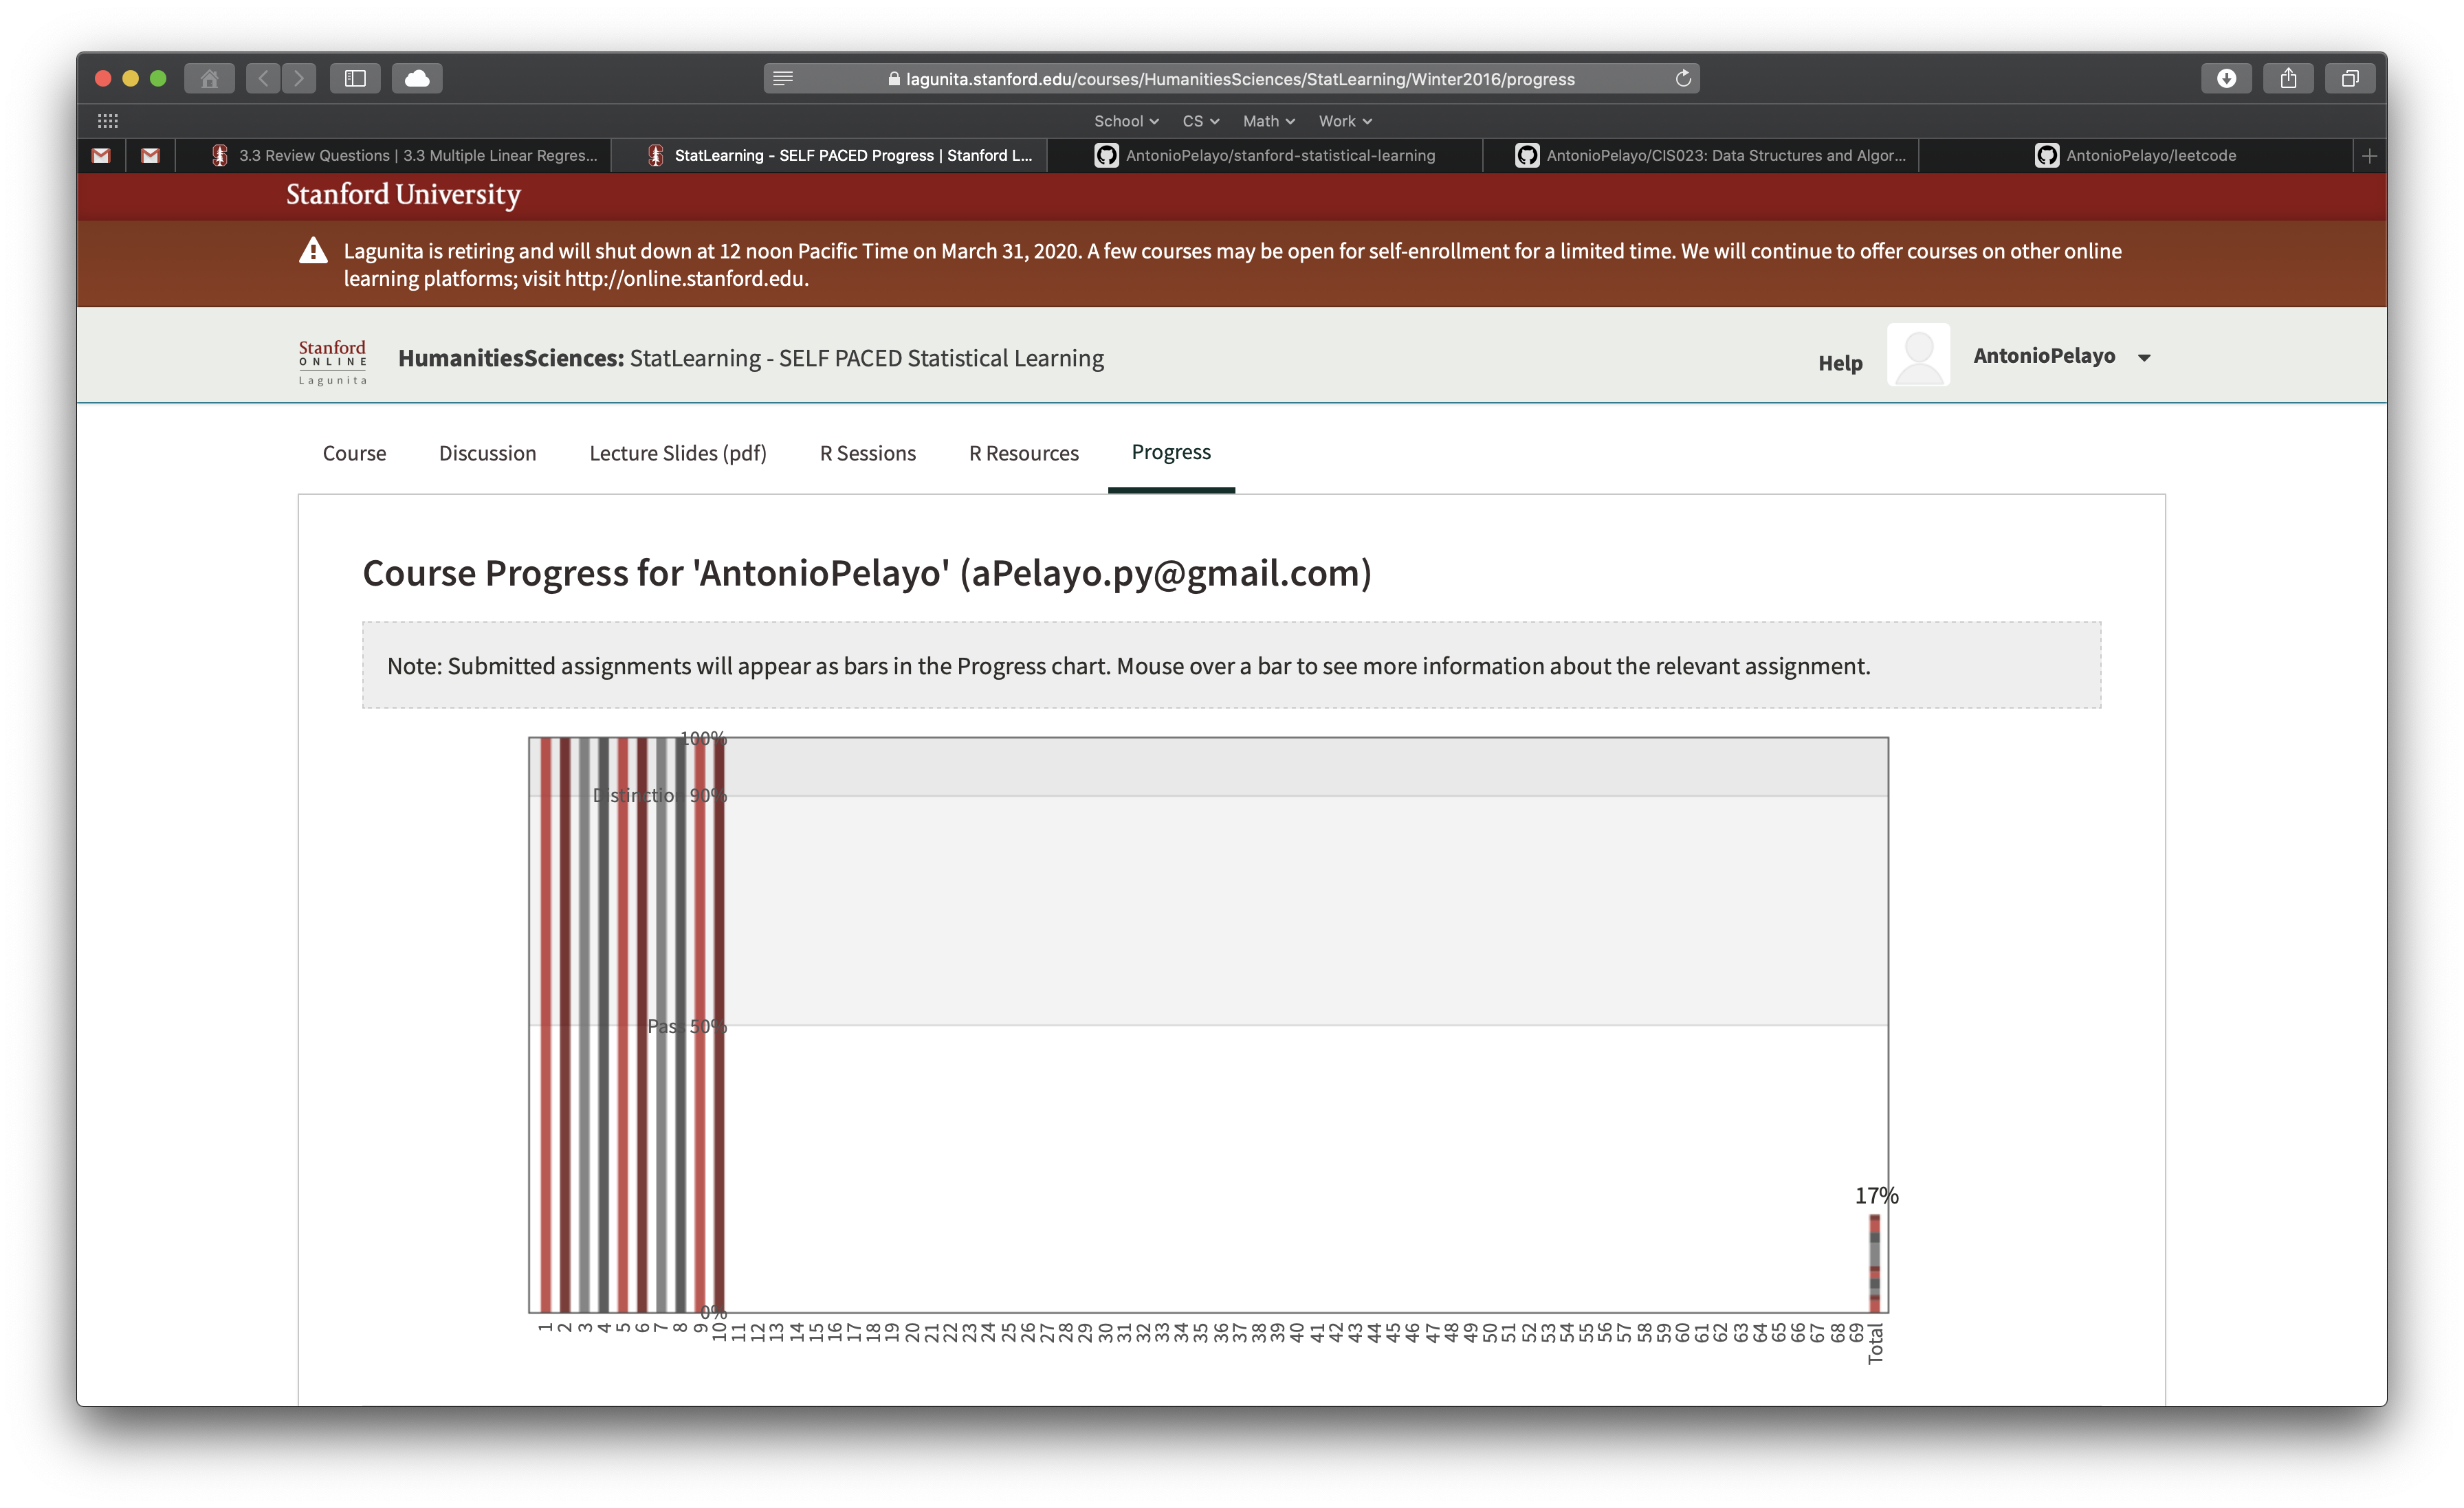 lagunita.stanford.edu/courses/HumanitiesSciences/StatLearning/Winter2016/progress
School CS Math Work
3.3 Review Questions | 3.3 Multiple Linear Regres... StatLearning - SELF PACED Progress | Stanford L... AntonioPelayo/stanford-statistical-learning AntonioPelayo/CIS023: Data Structures and Algor... AntonioPelayo/leetcode
Stanford University
Lagunita is retiring and will shut down at 12 noon Pacific Time on March 31, 2020. A few courses may be open for self-enrollment for a limited time. We will continue to offer courses on other online
learning platforms; visit http://online.stanford.edu.
Stanford
ONLINE
Lagunita
HumanitiesSciences: StatLearning - SELF PACED Statistical Learning
Help
AntonioPelayo
Course Discussion Lecture Slides (pdf) R Sessions R Resources Progress
Course Progress for 'AntonioPelayo' (aPelayo.py@gmail.com)
Note: Submitted assignments will appear as bars in the Progress chart. Mouse over a bar to see more information about the relevant assignment.
100%
Distinction 90%
Pass 50%
17%
0%
1 2 3 4 5 6 7 8 9 10 11 12 13 14 15 16 17 18 19 20 21 22 23 24 25 26 27 28 29 30 31 32 33 34 35 36 37 38 39 40 41 42 43 44 45 46 47 48 49 50 51 52 53 54 55 56 57 58 59 60 61 62 63 64 65 66 67 68 69 Total